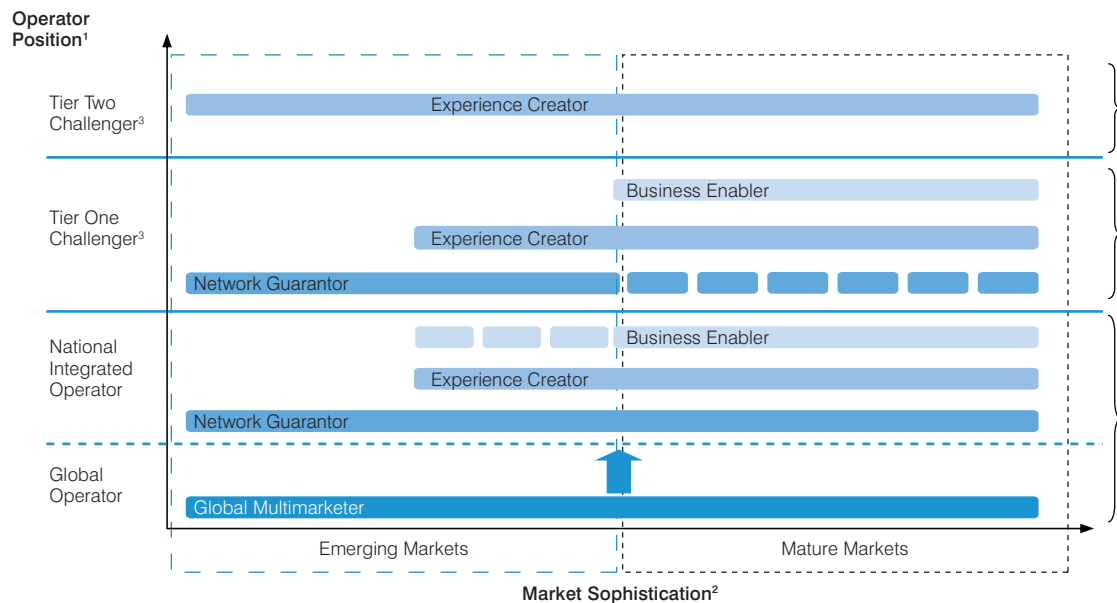 Operator
Position¹
Tier Two
Challenger³
Experience Creator
Business Enabler
Tier One
Challenger³
Experience Creator
Network Guarantor
National
Integrated
Operator
Business Enabler
Experience Creator
Network Guarantor
Global
Operator
Global Multimarketer
Emerging Markets
Mature Markets
Market Sophistication²